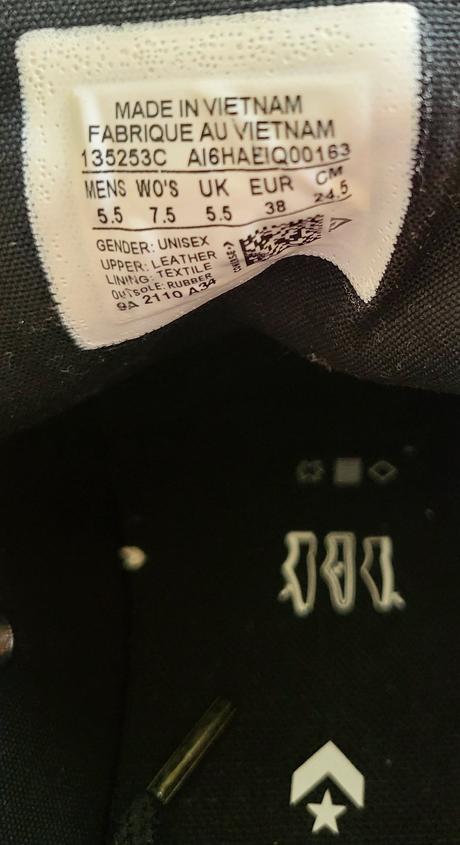 MADE IN VIETNAM
FABRIQUE AU VIETNAM
135253C AI6HAEIQ00163
MENS WO'S UK EUR CM
5.5 7.5 5.5 38 24.5
GENDER: UNISEX
UPPER: LEATHER
LINING: TEXTILE
OUTSOLE: RUBBER
9A 2110 A34
CONVERSE